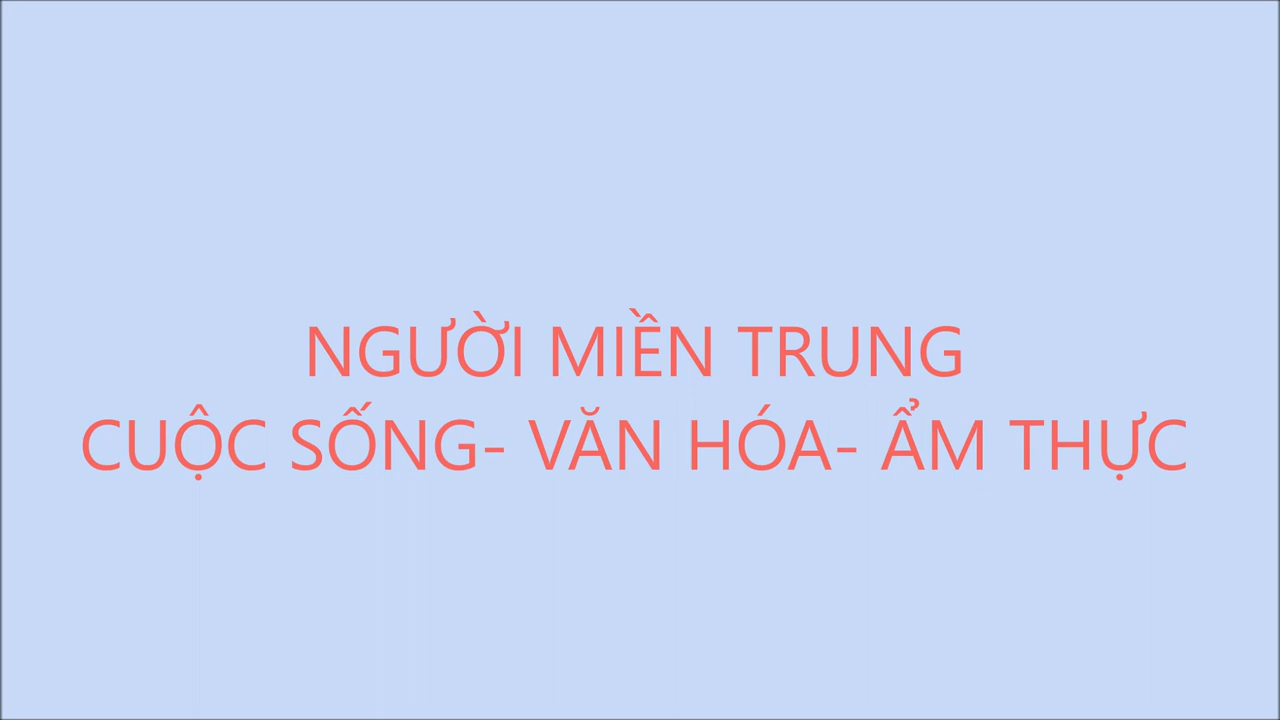 NGƯỜI MIỀN TRUNG
CUỘC SỐNG- VĂN HÓA- ẨM THỰC